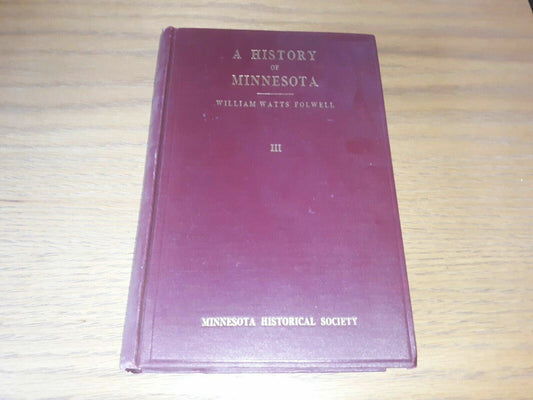 A HISTORY
OF
MINNESOTA
WILLIAM WATTS FOLWELL
III
MINNESOTA HISTORICAL SOCIETY